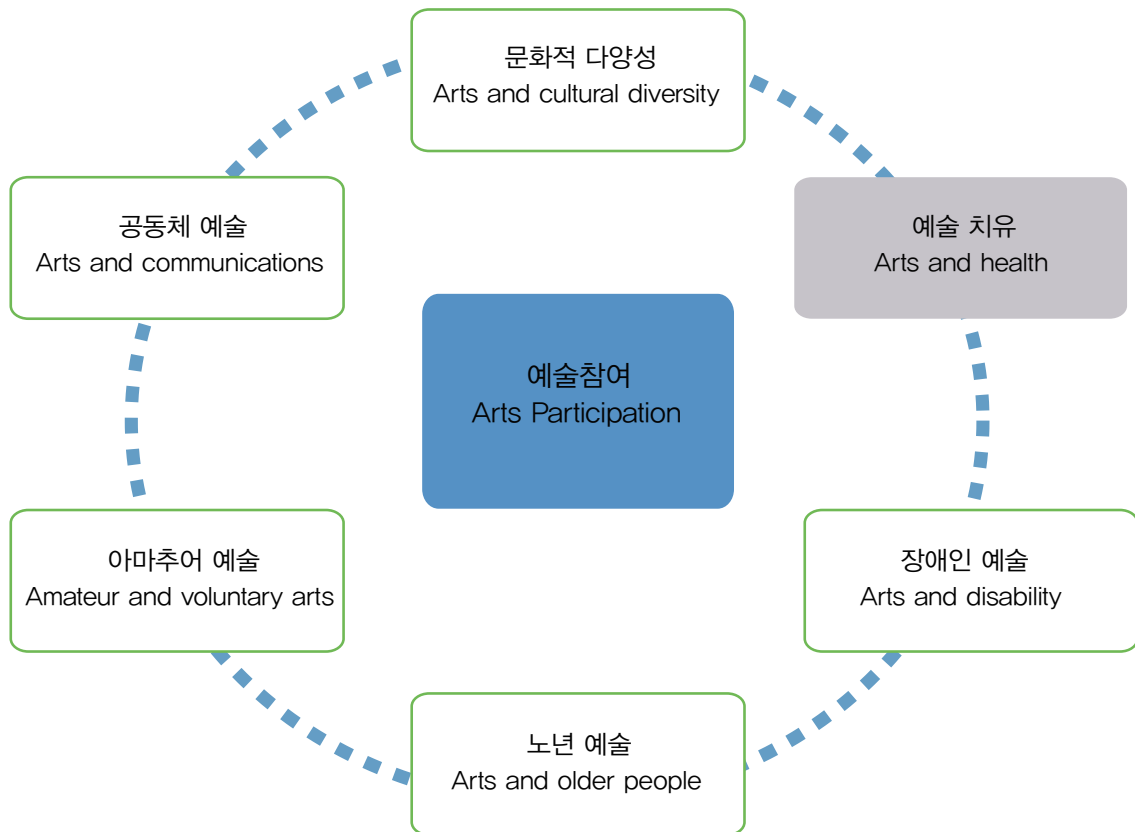 문화적 다양성
Arts and cultural diversity
공동체 예술
Arts and communications
예술 치유
Arts and health
예술참여
Arts Participation
아마추어 예술
Amateur and voluntary arts
장애인 예술
Arts and disability
노년 예술
Arts and older people